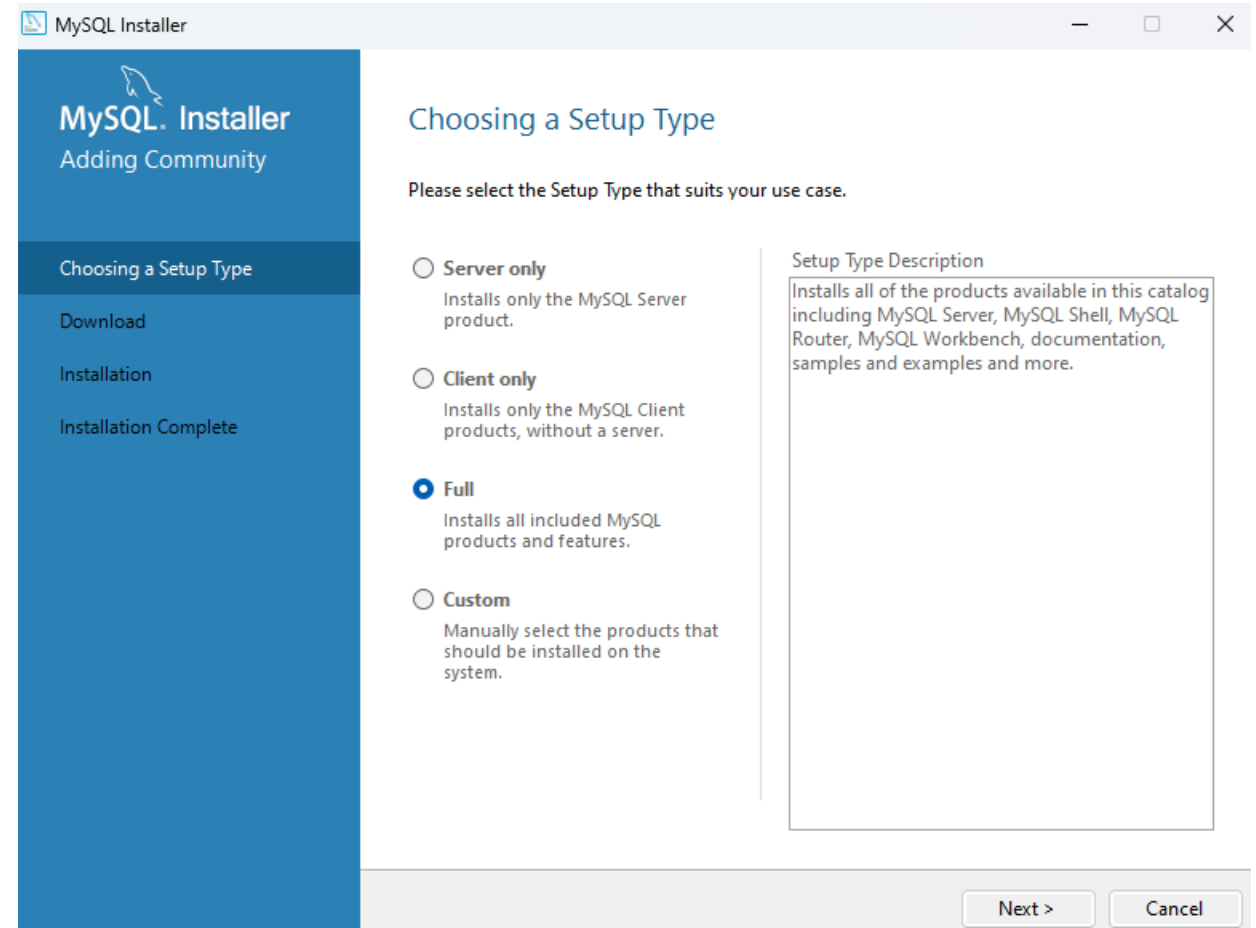 MySQL Installer
MySQL. Installer
Adding Community
Choosing a Setup Type
Download
Installation
Installation Complete
Choosing a Setup Type
Please select the Setup Type that suits your use case.
Server only
Installs only the MySQL Server
product.
Client only
Installs only the MySQL Client
products, without a server.
Full
Installs all included MySQL
products and features.
Custom
Manually select the products that
should be installed on the
system.
Setup Type Description
Installs all of the products available in this catalog
including MySQL Server, MySQL Shell, MySQL
Router, MySQL Workbench, documentation,
samples and examples and more.
Next >
Cancel